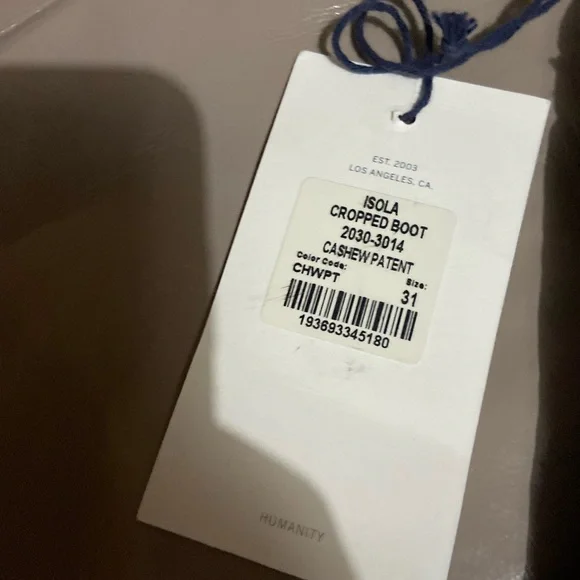 EST. 2003
LOS ANGELES, CA.
ISOLA
CROPPED BOOT
2030-3014
CASHEW PATENT
Color Code: Size:
CHWPT 31
193693345180
HUMANITY